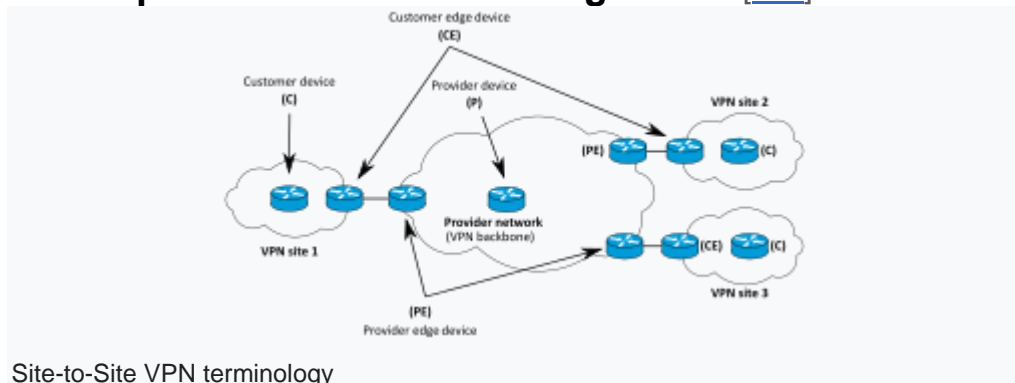 Customer edge device
(CE)
Customer device
(C)
Provider device
(P)
VPN site 2
(PE)
(C)
Provider network
(VPN backbone)
VPN site 1
(CE)
(C)
VPN site 3
(PE)
Provider edge device
Site-to-Site VPN terminology